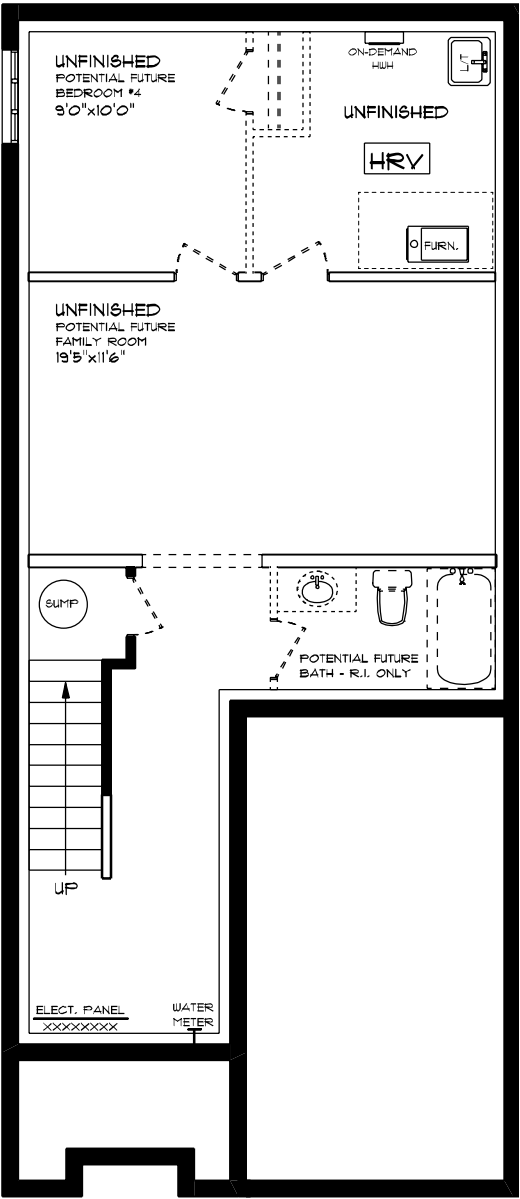 UNFINISHED
POTENTIAL FUTURE
BEDROOM #4
9'0"x10'0"
ON-DEMAND
HWH
L/T
UNFINISHED
HRV
FURN.
UNFINISHED
POTENTIAL FUTURE
FAMILY ROOM
19'5"x11'6"
SUMP
POTENTIAL FUTURE
BATH - R.I. ONLY
UP
ELECT. PANEL
XXXXXXXX
WATER
METER